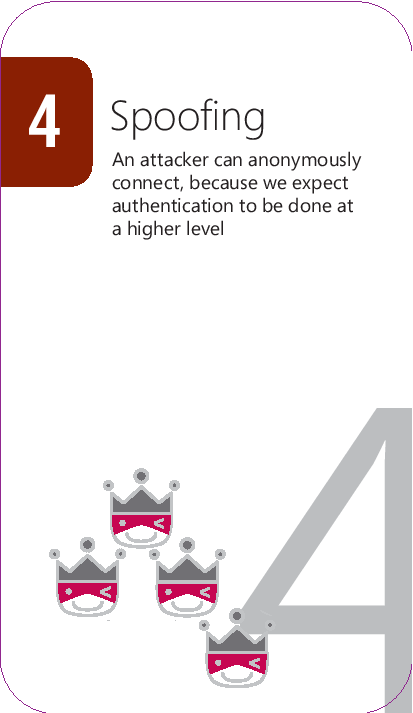 4
Spoofing
An attacker can anonymously
connect, because we expect
authentication to be done at
a higher level
4